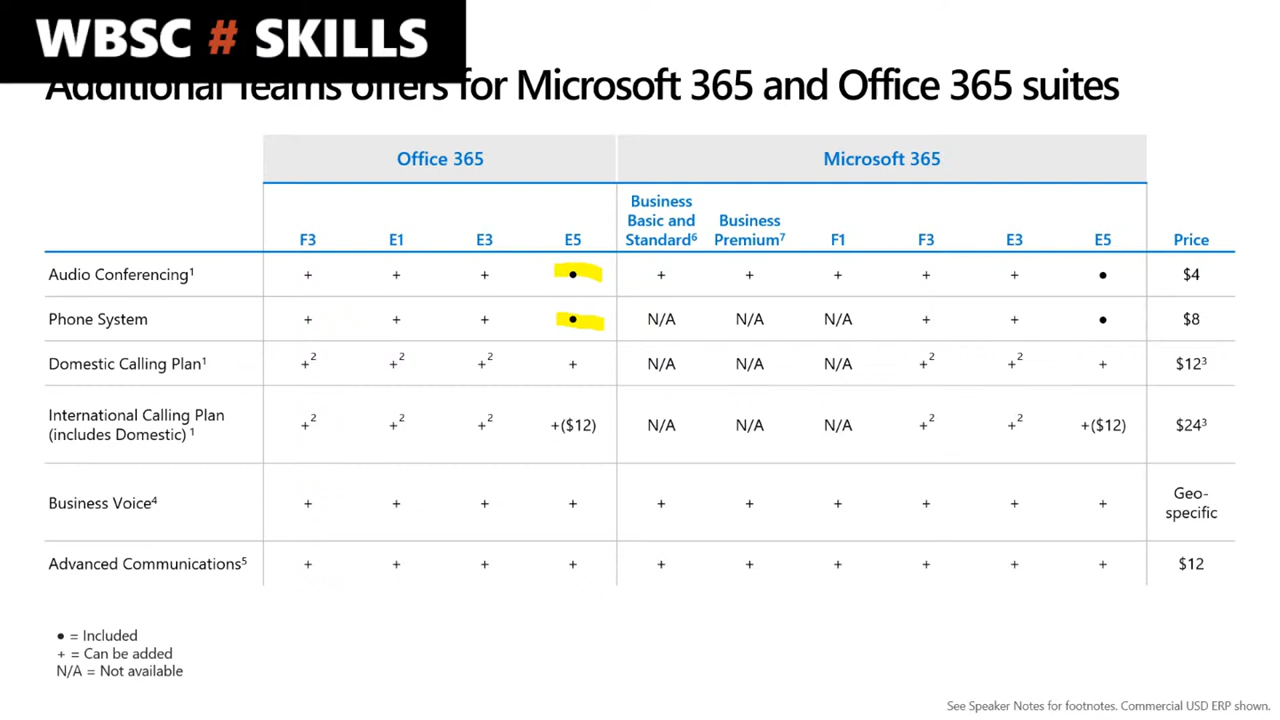 WBSC # SKILLS
Additional Teams offers for Microsoft 365 and Office 365 suites
Office 365 Microsoft 365
F3 E1 E3 E5 Business Basic and Standard⁶ Business Premium⁷ F1 F3 E3 E5 Price
Audio Conferencing¹ + + + ● + + + + + ● $4
Phone System + + + ● N/A N/A N/A + + ● $8
Domestic Calling Plan¹ +² +² +² + N/A N/A N/A +² +² + $12³
International Calling Plan
(includes Domestic) ¹ +² +² +² +($12) N/A N/A N/A +² +² +($12) $24³
Business Voice⁴ + + + + + + + + + + Geo-
specific
Advanced Communications⁵ + + + + + + + + + + $12
● = Included
+ = Can be added
N/A = Not available
See Speaker Notes for footnotes. Commercial USD ERP shown.